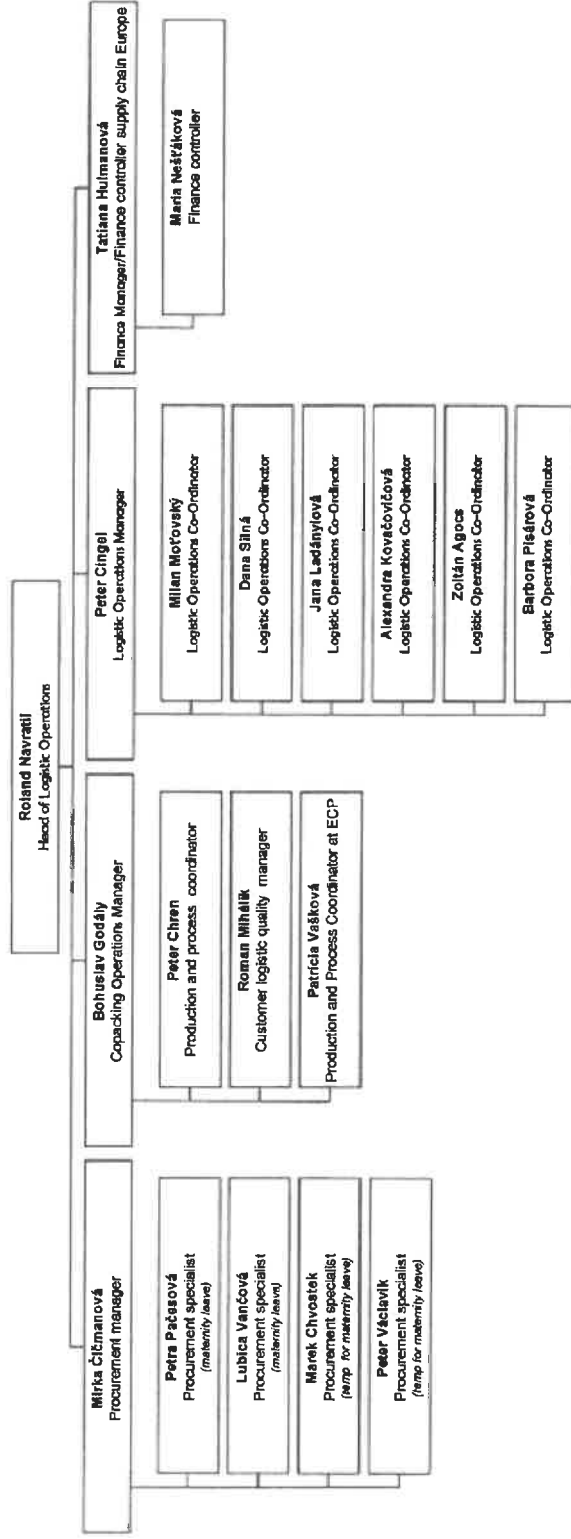 Roland Navratil
Head of Logistic Operations
Mirka Čičmanová
Procurement manager
Petra Pačesová
Procurement specialist
(maternity leave)
Lubica Vančová
Procurement specialist
(maternity leave)
Marek Chvostek
Procurement specialist
(temp for maternity leave)
Peter Václavik
Procurement specialist
(temp for maternity leave)
Bohuslav Godály
Copacking Operations Manager
Peter Chren
Production and process coordinator
Roman Mihálik
Customer logistic quality manager
Patrícia Vašková
Production and Process Coordinator at ECP
Peter Cingel
Logistic Operations Manager
Milan Moťovský
Logistic Operations Co-Ordinator
Dana Silná
Logistic Operations Co-Ordinator
Jana Ladányiová
Logistic Operations Co-Ordinator
Alexandra Kovačovičová
Logistic Operations Co-Ordinator
Zoltán Agocs
Logistic Operations Co-Ordinator
Barbora Pisárová
Logistic Operations Co-Ordinator
Tatiana Hulmanová
Finance Manager/Finance controller supply chain Europe
Maria Nešťáková
Finance controller